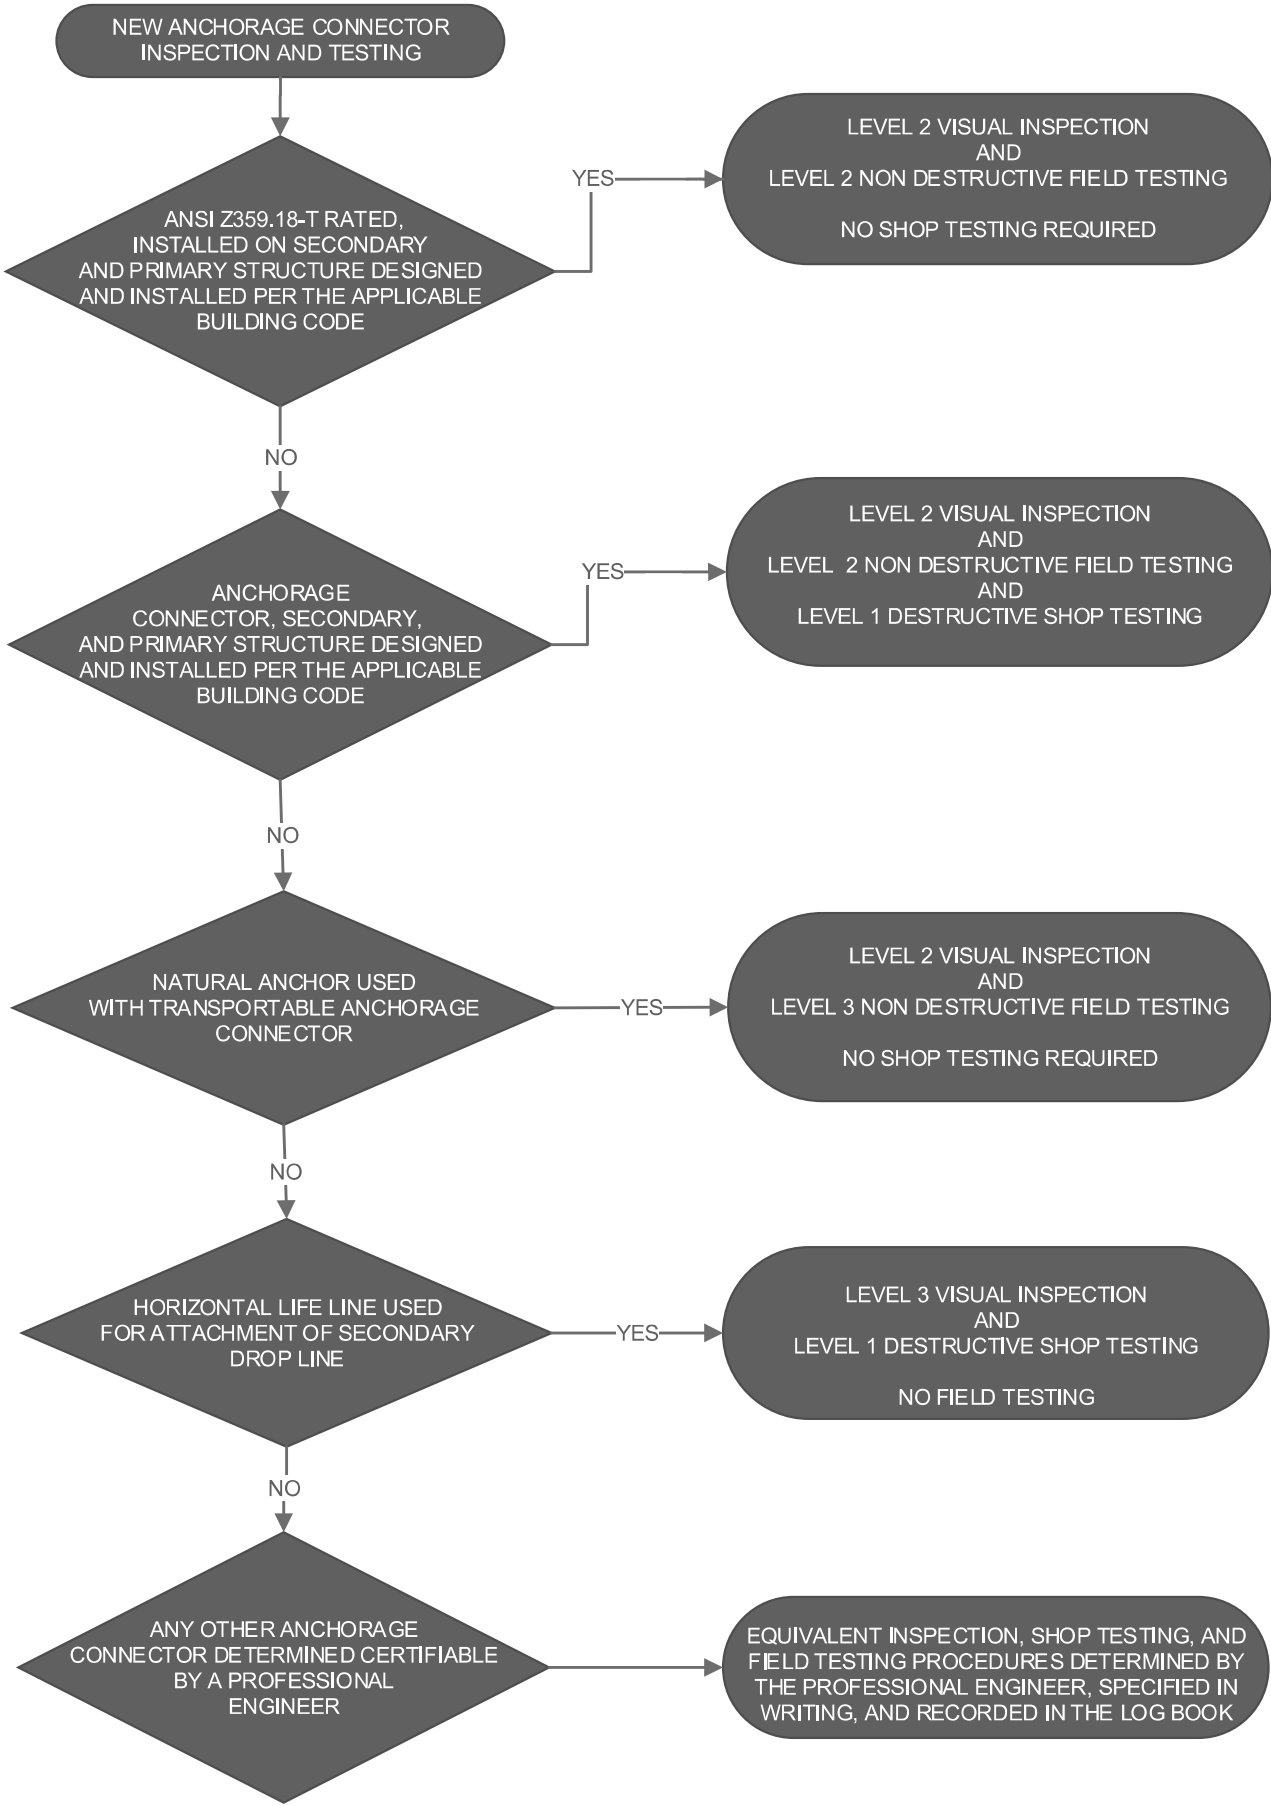 NEW ANCHORAGE CONNECTOR
INSPECTION AND TESTING
ANSI Z359.18-T RATED,
INSTALLED ON SECONDARY
AND PRIMARY STRUCTURE DESIGNED
AND INSTALLED PER THE APPLICABLE
BUILDING CODE
YES
LEVEL 2 VISUAL INSPECTION
AND
LEVEL 2 NON DESTRUCTIVE FIELD TESTING
NO SHOP TESTING REQUIRED
NO
ANCHORAGE
CONNECTOR, SECONDARY,
AND PRIMARY STRUCTURE DESIGNED
AND INSTALLED PER THE APPLICABLE
BUILDING CODE
YES
LEVEL 2 VISUAL INSPECTION
AND
LEVEL 2 NON DESTRUCTIVE FIELD TESTING
AND
LEVEL 1 DESTRUCTIVE SHOP TESTING
NO
NATURAL ANCHOR USED
WITH TRANSPORTABLE ANCHORAGE
CONNECTOR
YES
LEVEL 2 VISUAL INSPECTION
AND
LEVEL 3 NON DESTRUCTIVE FIELD TESTING
NO SHOP TESTING REQUIRED
NO
HORIZONTAL LIFE LINE USED
FOR ATTACHMENT OF SECONDARY
DROP LINE
YES
LEVEL 3 VISUAL INSPECTION
AND
LEVEL 1 DESTRUCTIVE SHOP TESTING
NO FIELD TESTING
NO
ANY OTHER ANCHORAGE
CONNECTOR DETERMINED CERTIFIABLE
BY A PROFESSIONAL
ENGINEER
EQUIVALENT INSPECTION, SHOP TESTING, AND
FIELD TESTING PROCEDURES DETERMINED BY
THE PROFESSIONAL ENGINEER, SPECIFIED IN
WRITING, AND RECORDED IN THE LOG BOOK